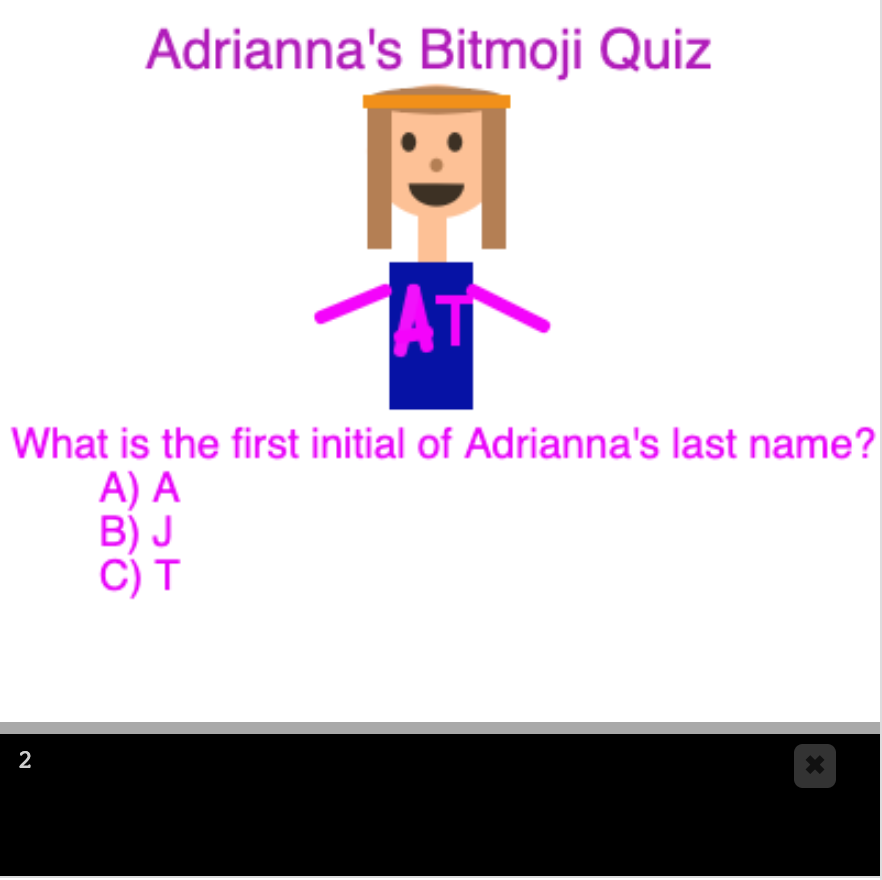 Adrianna's Bitmoji Quiz
AT
What is the first initial of Adrianna's last name?
A) A
B) J
C) T
2